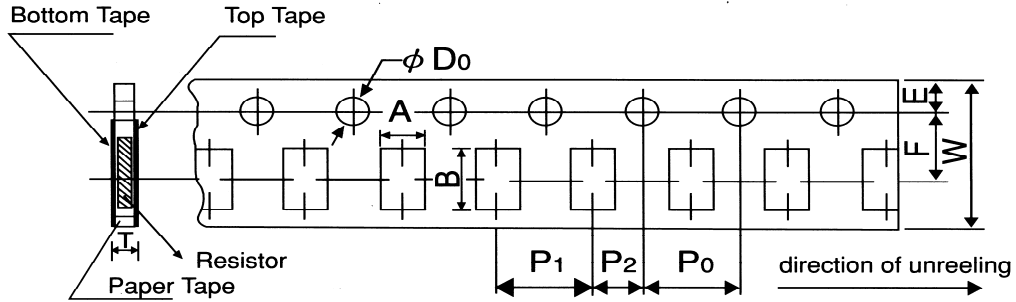 Bottom Tape
Top Tape
ϕ D0
A
B
E
F
W
T
Resistor
Paper Tape
P1
P2
P0
direction of unreeling